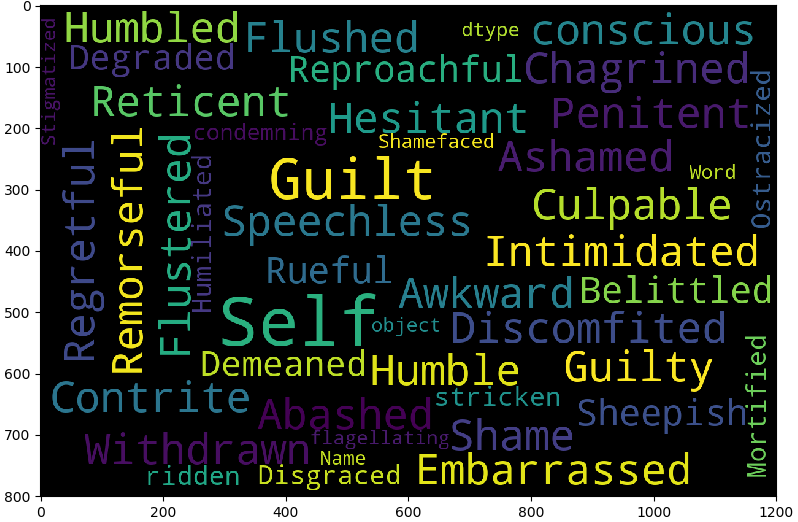 0
100
200
300
400
500
600
700
800
Stigmatized
Humbled
Flushed
dtype
conscious
Degraded
Reproachful
Chagrined
Reticent
Hesitant
Penitent
Ostracized
condemning
Shamefaced
Ashamed
Word
Regretful
Remorseful
Flustered
Humiliated
Guilt
Culpable
Speechless
Intimidated
Rueful
Awkward
Belittled
Self
object
Discomfited
Demeaned
Humble
Guilty
Mortified
Contrite
Abashed
stricken
Sheepish
Withdrawn
flagellating
Shame
Name
ridden
Disgraced
Embarrassed
0
200
400
600
800
1000
1200